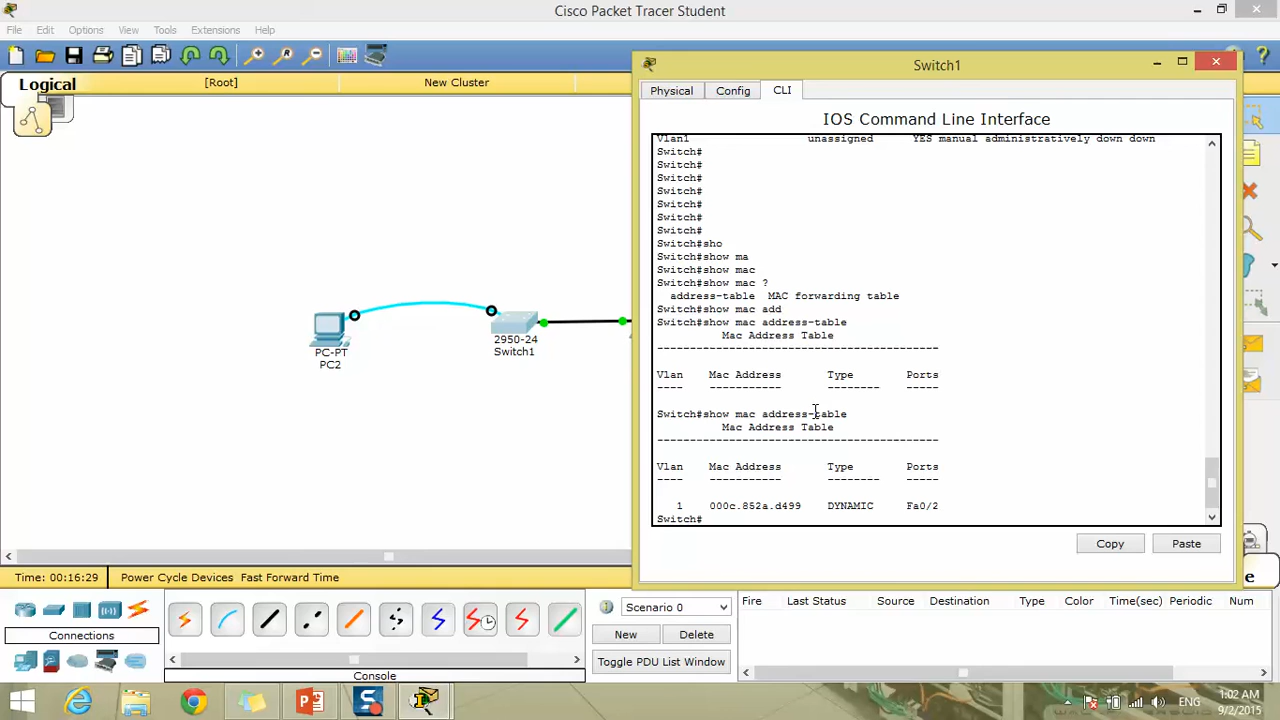 Cisco Packet Tracer Student
File Edit Options View Tools Extensions Help
Logical [Root] New Cluster
Switch1
Physical Config CLI
IOS Command Line Interface
Vlan1 unassigned YES manual administratively down down
Switch#
Switch#
Switch#
Switch#
Switch#
Switch#
Switch#
Switch#sho
Switch#show ma
Switch#show mac
Switch#show mac ?
address-table MAC forwarding table
Switch#show mac add
Switch#show mac address-table
Mac Address Table
-------------------------------------------
Vlan Mac Address Type Ports
---- ----------- -------- -----
Switch#show mac address-table
Mac Address Table
-------------------------------------------
Vlan Mac Address Type Ports
---- ----------- -------- -----
1 000c.852a.d499 DYNAMIC Fa0/2
Switch#
Copy Paste
PC-PT
PC2
2950-24
Switch1
Time: 00:16:29 Power Cycle Devices Fast Forward Time
Connections
Console
Scenario 0
New Delete
Toggle PDU List Window
Fire Last Status Source Destination Type Color Time(sec) Periodic Num
ENG
1:02 AM
9/2/2015